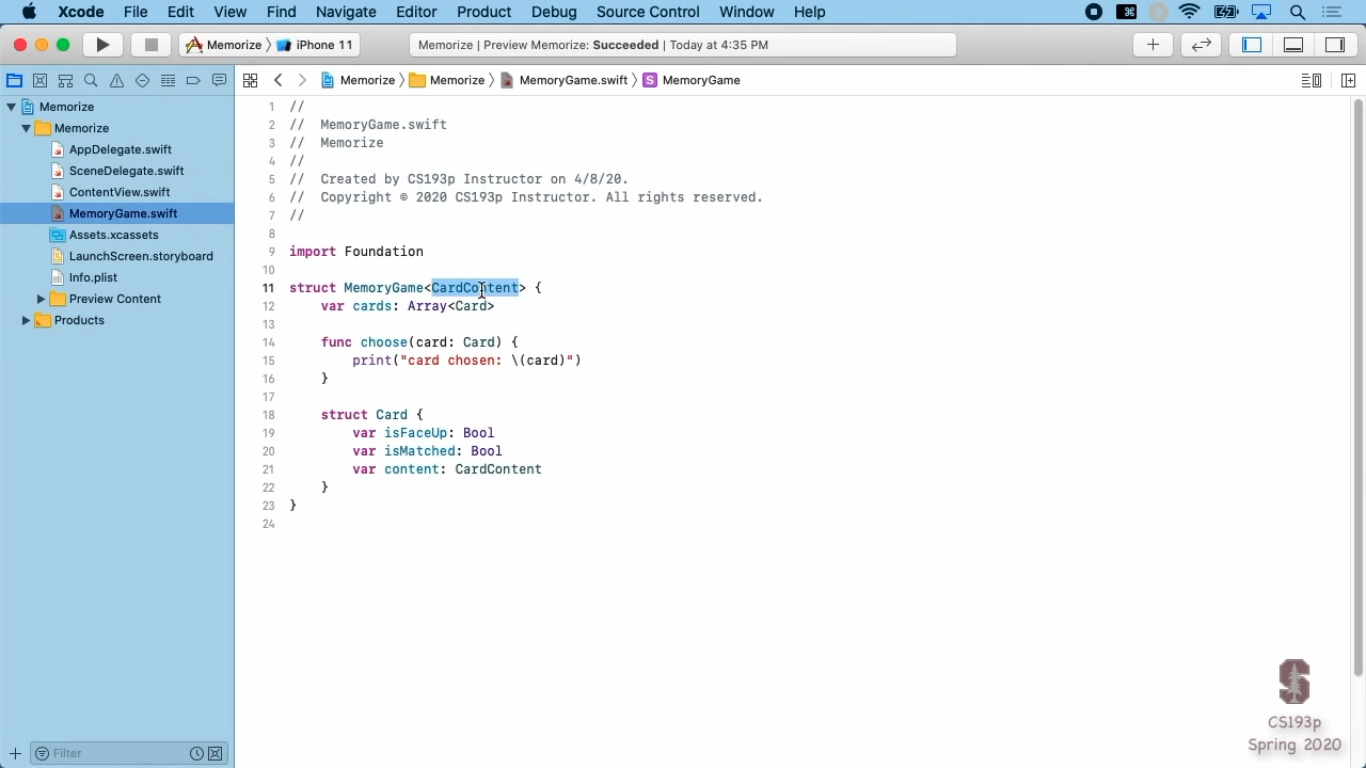 Xcode File Edit View Find Navigate Editor Product Debug Source Control Window Help
Memorize iPhone 11 Memorize | Preview Memorize: Succeeded | Today at 4:35 PM
Memorize Memorize MemoryGame.swift S MemoryGame
Memorize
Memorize
AppDelegate.swift
SceneDelegate.swift
ContentView.swift
MemoryGame.swift
Assets.xcassets
LaunchScreen.storyboard
Info.plist
Preview Content
Products
Filter
1 //
2 // MemoryGame.swift
3 // Memorize
4 //
5 // Created by CS193p Instructor on 4/8/20.
6 // Copyright © 2020 CS193p Instructor. All rights reserved.
7 //
8
9 import Foundation
10
11 struct MemoryGame<CardContent> {
12 var cards: Array<Card>
13
14 func choose(card: Card) {
15 print("card chosen: \(card)")
16 }
17
18 struct Card {
19 var isFaceUp: Bool
20 var isMatched: Bool
21 var content: CardContent
22 }
23 }
24
S
CS193p
Spring 2020